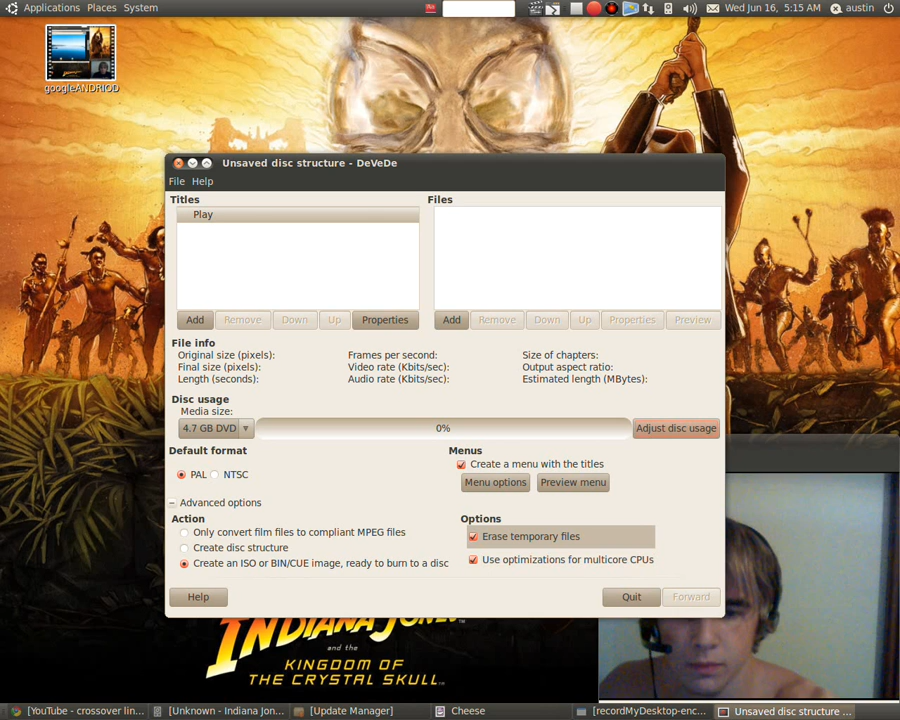 Applications Places System
Wed Jun 16, 5:15 AM austin
googleANDRIOD
Unsaved disc structure - DeVeDe
File Help
Titles Files
Play
Add Remove Down Up Properties
Add Remove Down Up Properties Preview
File info
Original size (pixels): Frames per second: Size of chapters:
Final size (pixels): Video rate (Kbits/sec): Output aspect ratio:
Length (seconds): Audio rate (Kbits/sec): Estimated length (MBytes):
Disc usage
Media size:
4.7 GB DVD 0% Adjust disc usage
Default format Menus
Create a menu with the titles
PAL NTSC
Menu options Preview menu
Advanced options
Action Options
Only convert film files to compliant MPEG files
Erase temporary files
Create disc structure
Use optimizations for multicore CPUs
Create an ISO or BIN/CUE image, ready to burn to a disc
Help Quit Forward
INDIANA JONES
and the
KINGDOM OF
THE CRYSTAL SKULL
[YouTube - crossover lin... [Unknown - Indiana Jon... [Update Manager] Cheese [recordMyDesktop-enc... Unsaved disc structure ...